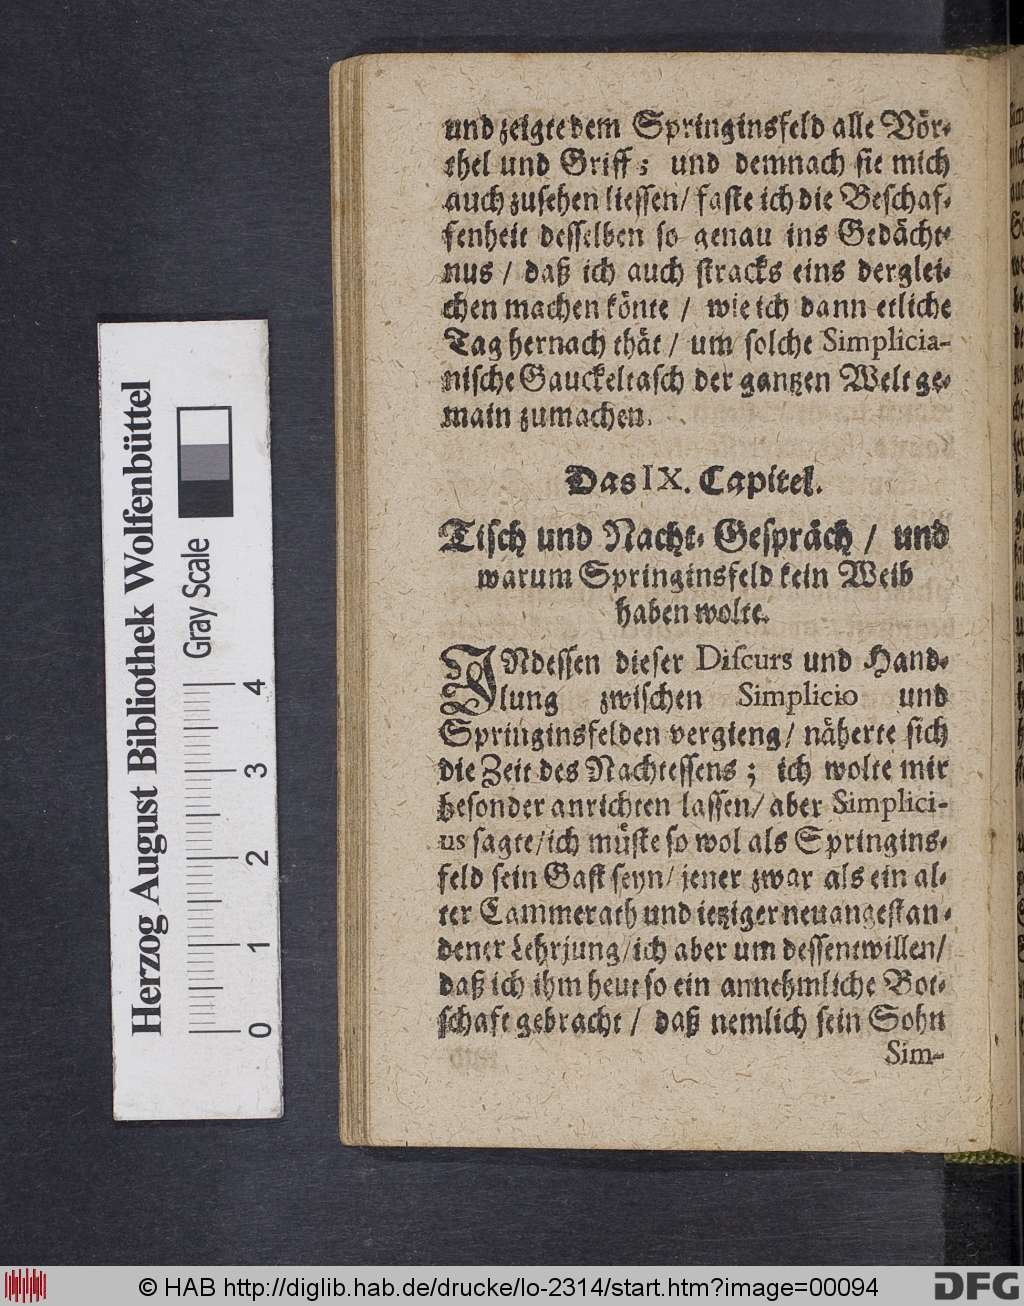 und zeigte dem Springinsfeld alle Vör-
thel und Griff; und demnach sie mich
auch zusehen liessen/ faste ich die Beschaf-
fenheit desselben so genau ins Gedächt-
nus / daß ich auch stracks eins derglei-
chen machen könte / wie ich dann etliche
Tag hernach thät / um solche Simplicia-
nische Gauckeltasch der gantzen Welt ge-
main zumachen.
Das IX. Capitel.
Tisch und Nacht-Gespräch / und
warum Springinsfeld kein Weib
haben wolte.
INdessen dieser Discurs und Hand-
lung zwischen Simplicio und
Springinsfelden vergieng/ näherte sich
die Zeit des Nachtessens; ich wolte mir
besonder anrichten lassen/ aber Simplici-
us sagte/ ich müste so wol als Springins-
feld sein Gast seyn/ jener zwar als ein al-
ter Cammerath und ietziger neuangestan-
dener Lehrjung/ ich aber um dessentwillen/
daß ich ihm heut so ein annehmliche Bot-
schaft gebracht / daß nemlich sein Sohn
Sim-
Herzog August Bibliothek Wolfenbüttel
Gray Scale
0 1 2 3 4
© HAB http://diglib.hab.de/drucke/lo-2314/start.htm?image=00094
DFG